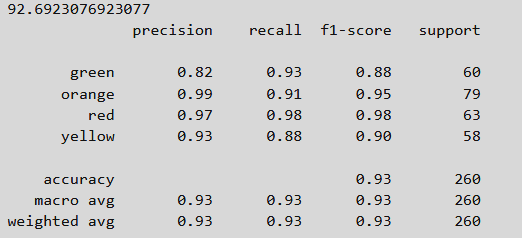 92.6923076923077
precision recall f1-score support
green 0.82 0.93 0.88 60
orange 0.99 0.91 0.95 79
red 0.97 0.98 0.98 63
yellow 0.93 0.88 0.90 58
accuracy 0.93 260
macro avg 0.93 0.93 0.93 260
weighted avg 0.93 0.93 0.93 260